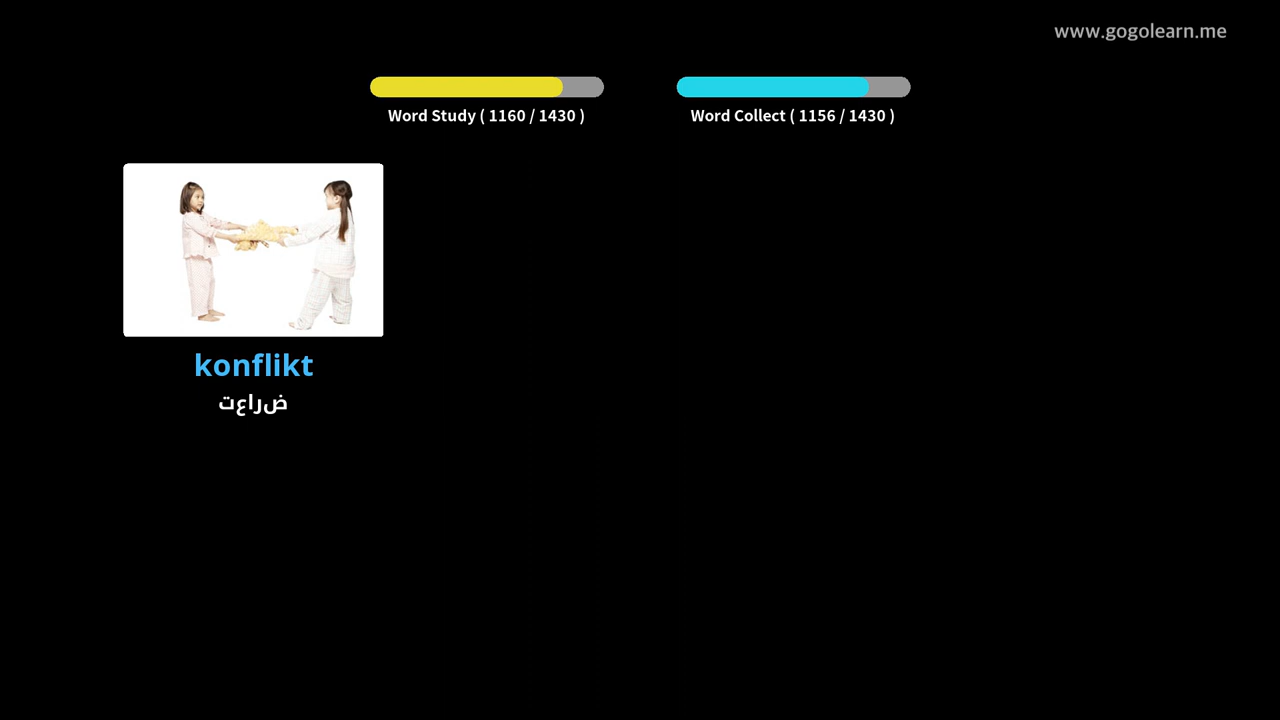 www.gogolearn.me
Word Study ( 1160 / 1430 )
Word Collect ( 1156 / 1430 )
konflikt
ضراعت